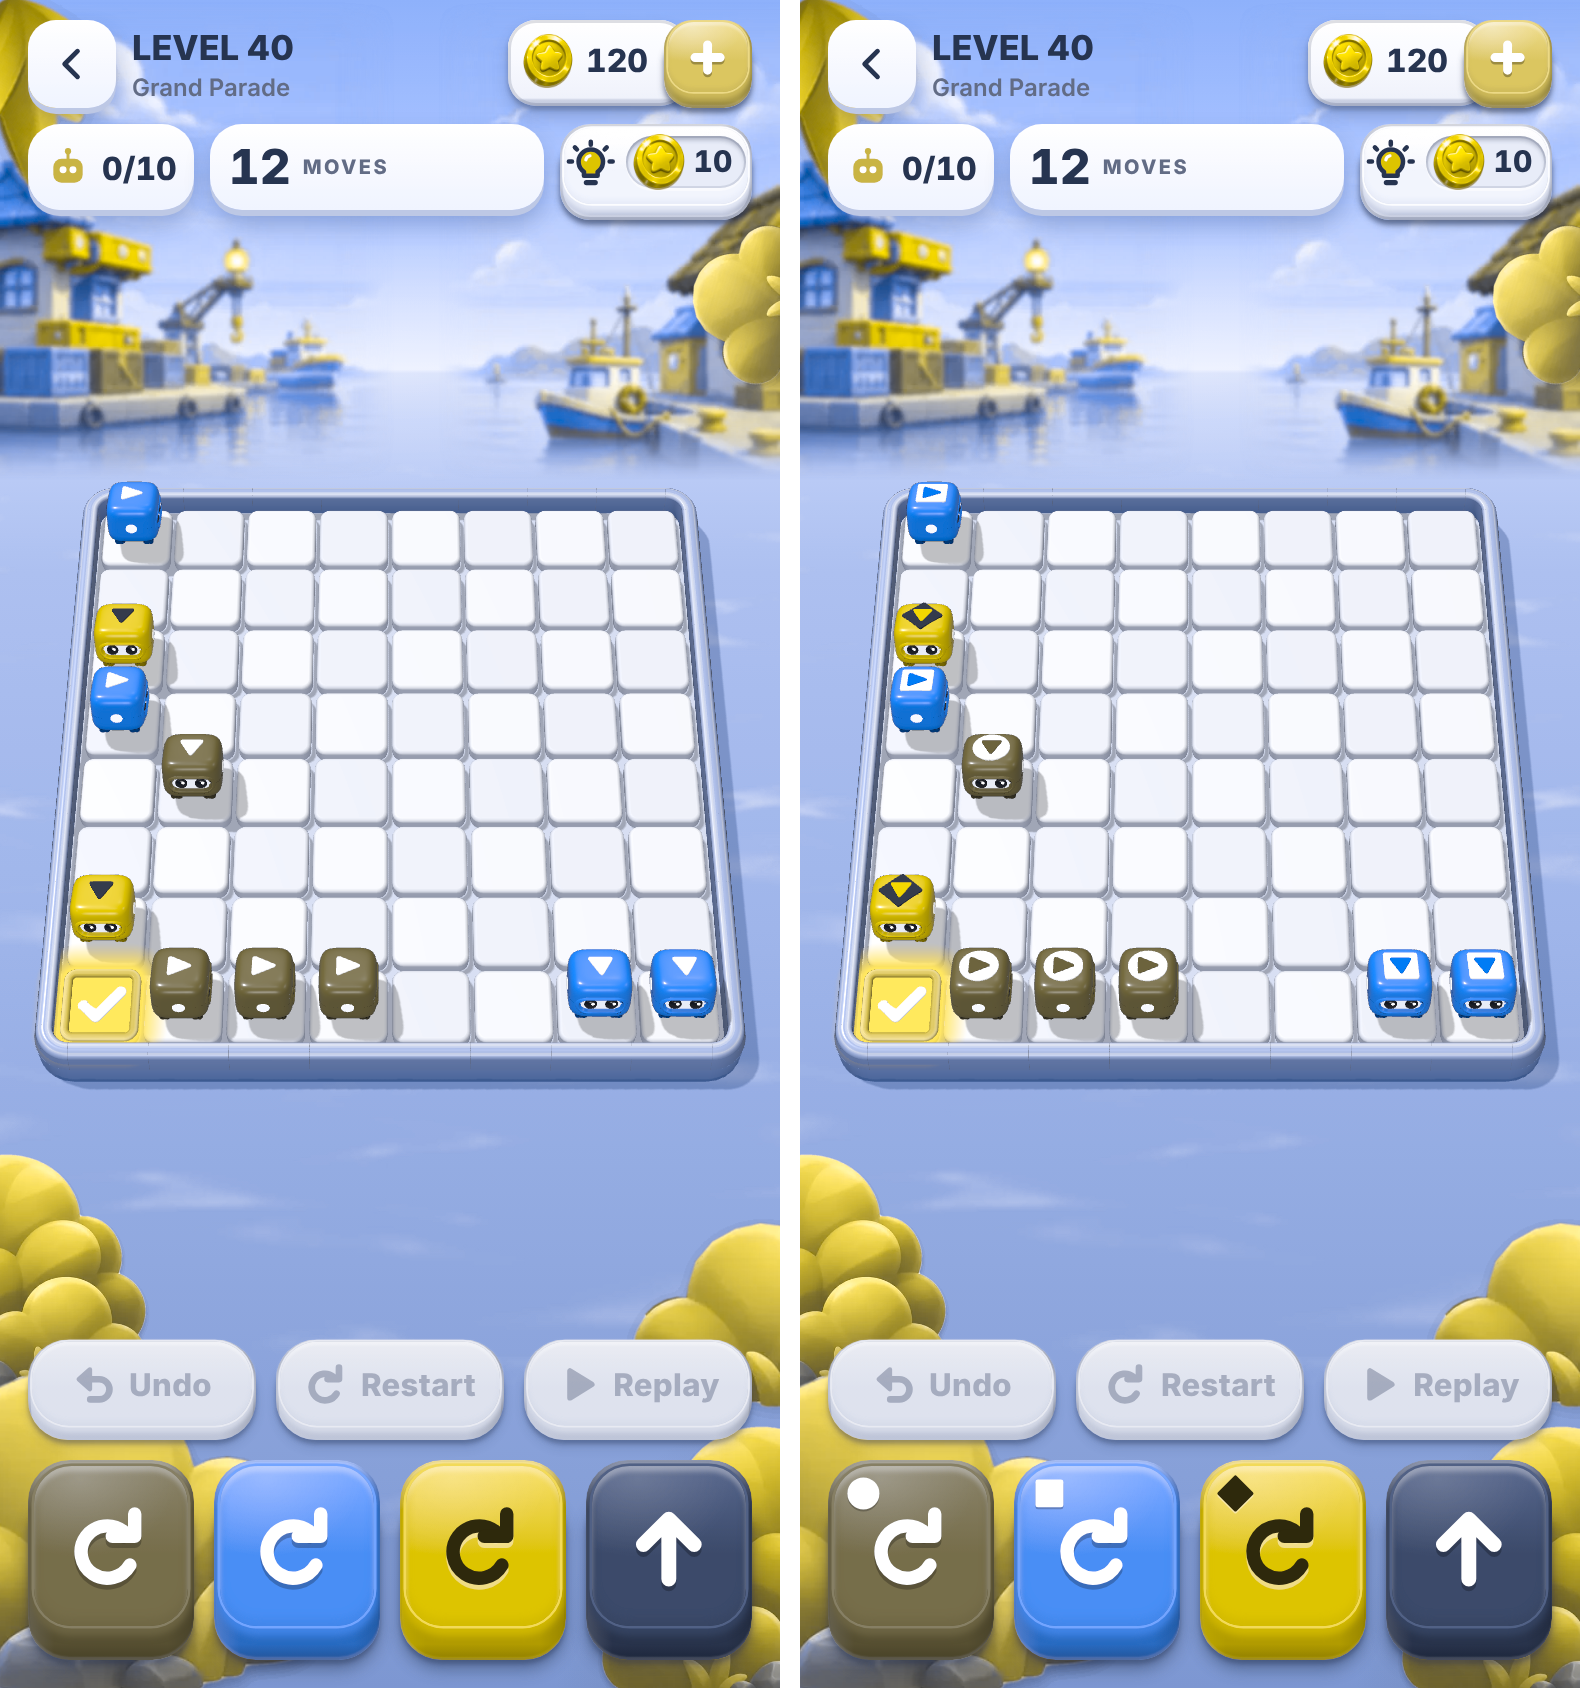 LEVEL 40
Grand Parade
120
0/10
12 MOVES
10
Undo
Restart
Replay
LEVEL 40
Grand Parade
120
0/10
12 MOVES
10
Undo
Restart
Replay